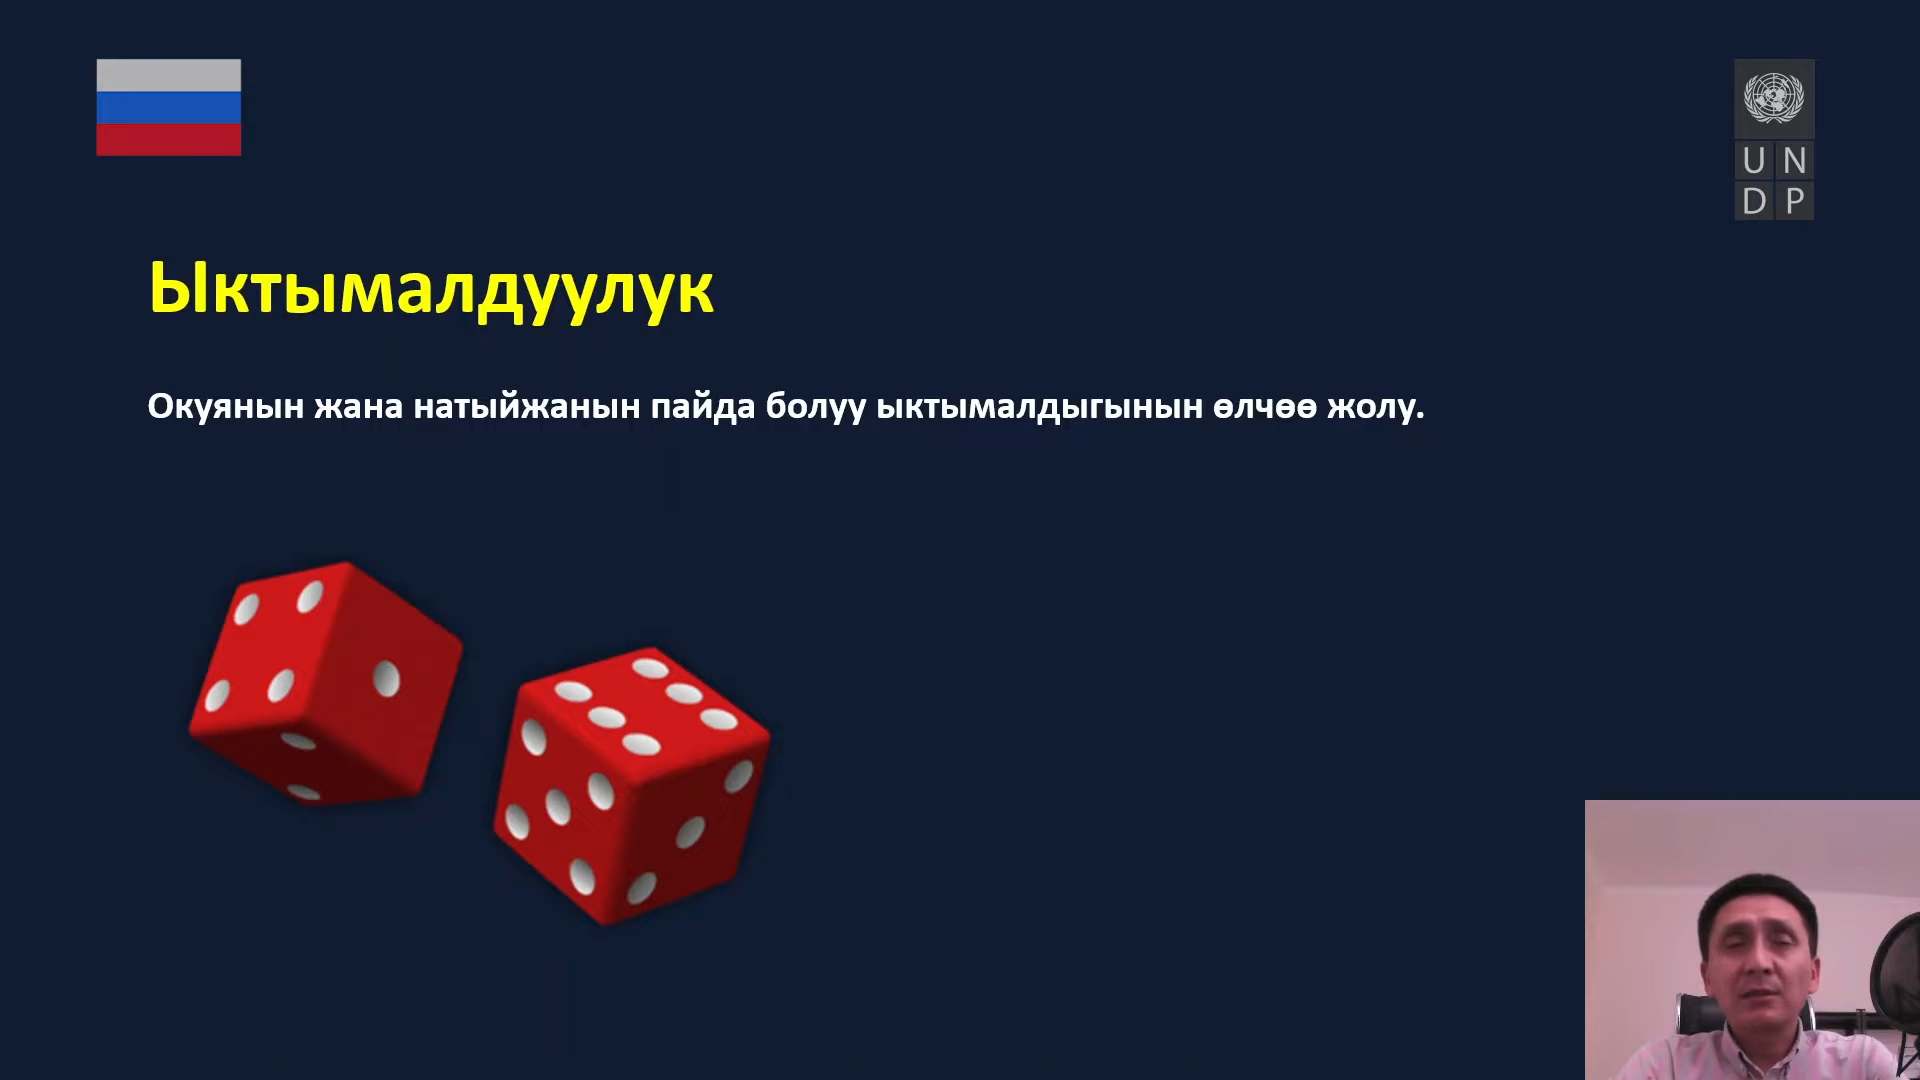 U N
D P
Ыктымалдуулук
Окуянын жана натыйжанын пайда болуу ыктымалдыгынын өлчөө жолу.